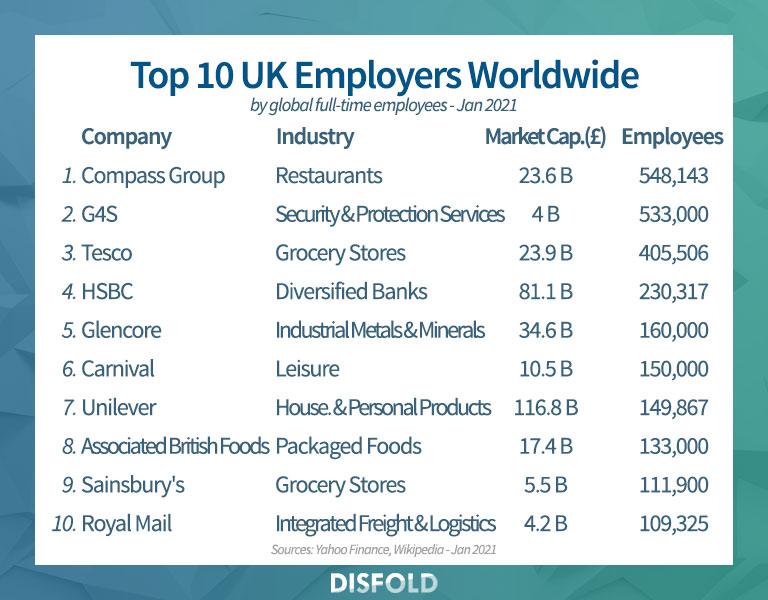 Top 10 UK Employers Worldwide
by global full-time employees - Jan 2021
Company Industry Market Cap.(£) Employees
1. Compass Group Restaurants 23.6 B 548,143
2. G4S Security & Protection Services 4 B 533,000
3. Tesco Grocery Stores 23.9 B 405,506
4. HSBC Diversified Banks 81.1 B 230,317
5. Glencore Industrial Metals & Minerals 34.6 B 160,000
6. Carnival Leisure 10.5 B 150,000
7. Unilever House. & Personal Products 116.8 B 149,867
8. Associated British Foods Packaged Foods 17.4 B 133,000
9. Sainsbury's Grocery Stores 5.5 B 111,900
10. Royal Mail Integrated Freight & Logistics 4.2 B 109,325
Sources: Yahoo Finance, Wikipedia - Jan 2021
DISFOLD